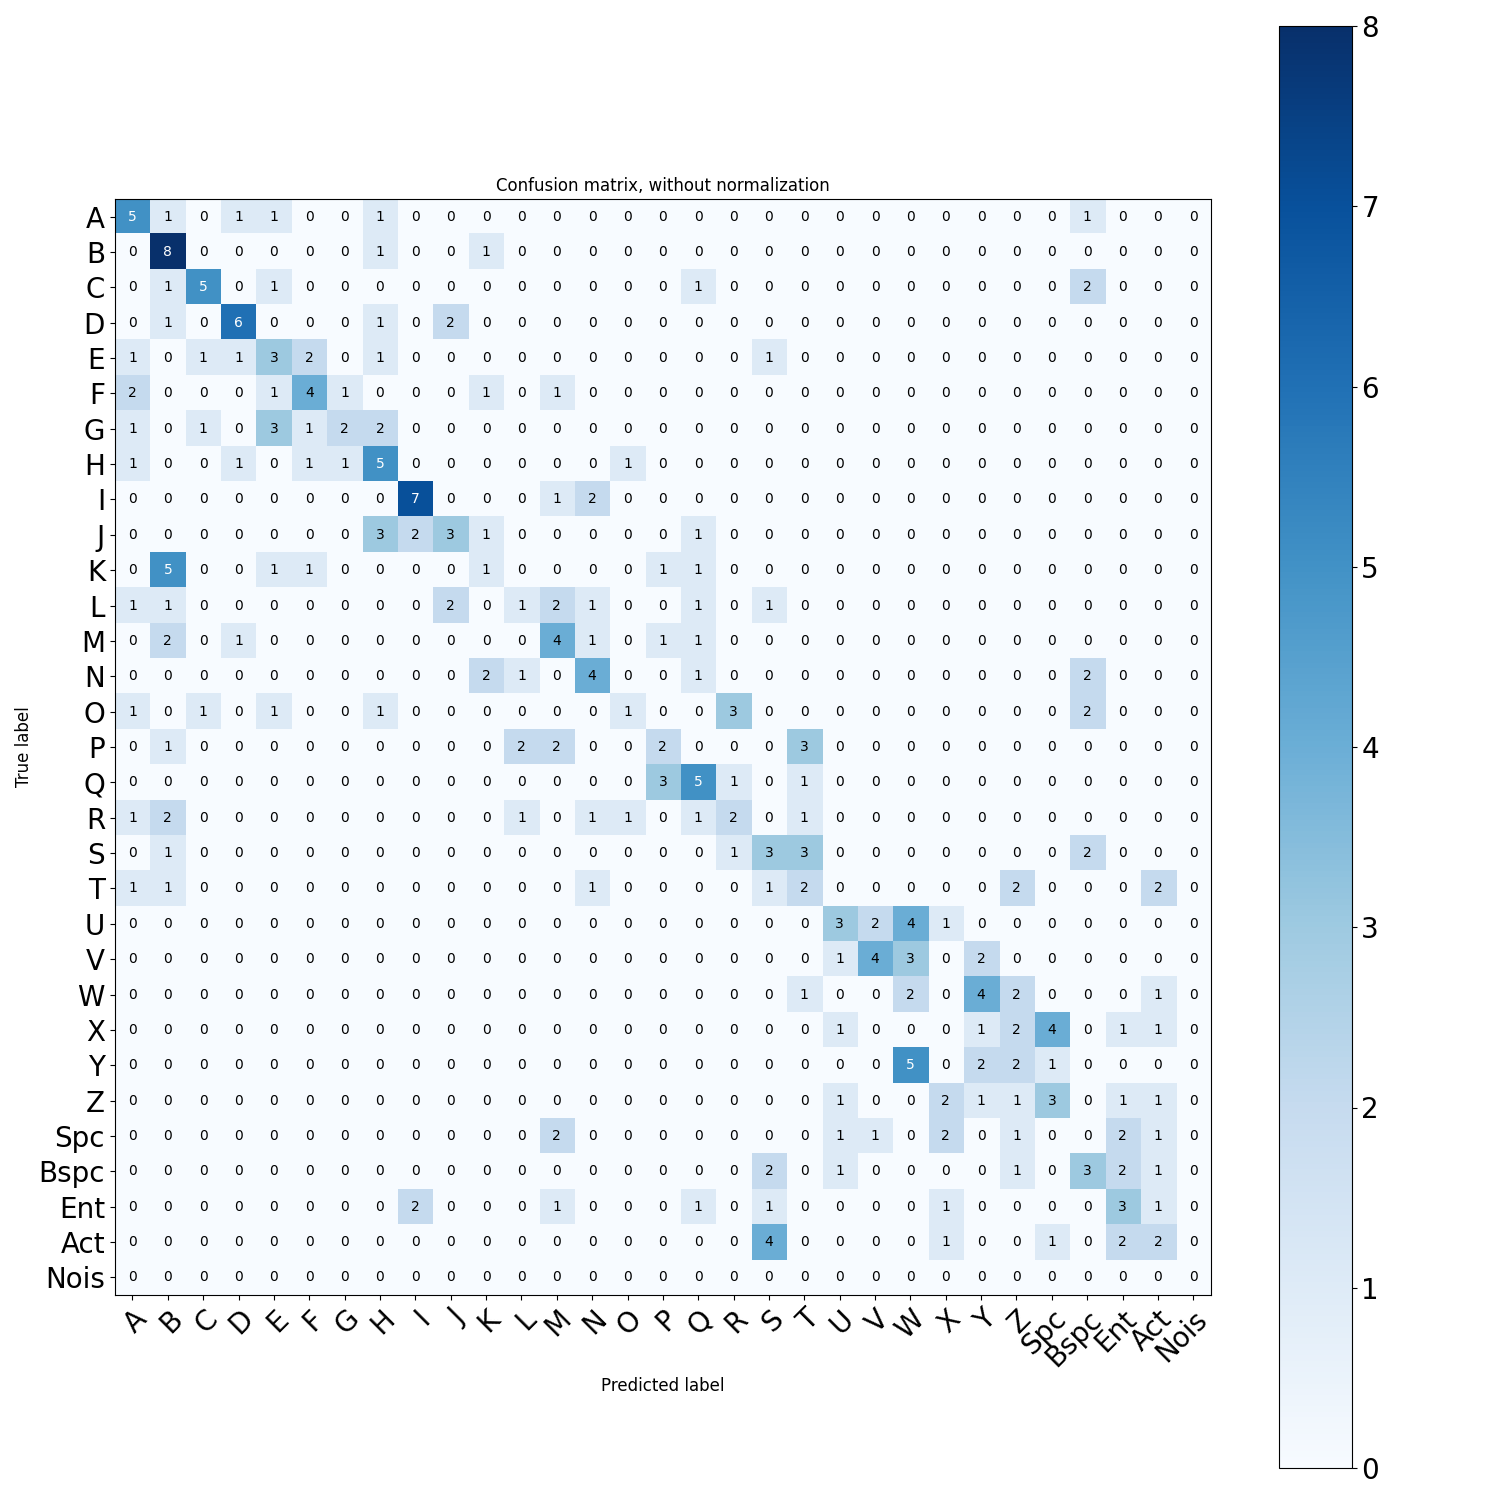 Confusion matrix, without normalization
A 5 1 0 1 1 0 0 1 0 0 0 0 0 0 0 0 0 0 0 0 0 0 0 0 0 0 0 1 0 0 0
B 0 8 0 0 0 0 0 1 0 0 1 0 0 0 0 0 0 0 0 0 0 0 0 0 0 0 0 0 0 0 0
C 0 1 5 0 1 0 0 0 0 0 0 0 0 0 0 0 1 0 0 0 0 0 0 0 0 0 0 2 0 0 0
D 0 1 0 6 0 0 0 1 0 2 0 0 0 0 0 0 0 0 0 0 0 0 0 0 0 0 0 0 0 0 0
E 1 0 1 1 3 2 0 1 0 0 0 0 0 0 0 0 0 0 1 0 0 0 0 0 0 0 0 0 0 0 0
F 2 0 0 0 1 4 1 0 0 0 1 0 1 0 0 0 0 0 0 0 0 0 0 0 0 0 0 0 0 0 0
G 1 0 1 0 3 1 2 2 0 0 0 0 0 0 0 0 0 0 0 0 0 0 0 0 0 0 0 0 0 0 0
H 1 0 0 1 0 1 1 5 0 0 0 0 0 0 1 0 0 0 0 0 0 0 0 0 0 0 0 0 0 0 0
I 0 0 0 0 0 0 0 0 7 0 0 0 1 2 0 0 0 0 0 0 0 0 0 0 0 0 0 0 0 0 0
J 0 0 0 0 0 0 0 3 2 3 1 0 0 0 0 0 1 0 0 0 0 0 0 0 0 0 0 0 0 0 0
K 0 5 0 0 1 1 0 0 0 0 1 0 0 0 0 1 1 0 0 0 0 0 0 0 0 0 0 0 0 0 0
L 1 1 0 0 0 0 0 0 0 2 0 1 2 1 0 0 1 0 1 0 0 0 0 0 0 0 0 0 0 0 0
M 0 2 0 1 0 0 0 0 0 0 0 0 4 1 0 1 1 0 0 0 0 0 0 0 0 0 0 0 0 0 0
N 0 0 0 0 0 0 0 0 0 0 2 1 0 4 0 0 1 0 0 0 0 0 0 0 0 0 0 2 0 0 0
O 1 0 1 0 1 0 0 1 0 0 0 0 0 0 1 0 0 3 0 0 0 0 0 0 0 0 0 2 0 0 0
P 0 1 0 0 0 0 0 0 0 0 0 2 2 0 0 2 0 0 0 3 0 0 0 0 0 0 0 0 0 0 0
Q 0 0 0 0 0 0 0 0 0 0 0 0 0 0 0 3 5 1 0 1 0 0 0 0 0 0 0 0 0 0 0
R 1 2 0 0 0 0 0 0 0 0 0 1 0 1 1 0 1 2 0 1 0 0 0 0 0 0 0 0 0 0 0
S 0 1 0 0 0 0 0 0 0 0 0 0 0 0 0 0 0 1 3 3 0 0 0 0 0 0 0 2 0 0 0
T 1 1 0 0 0 0 0 0 0 0 0 0 0 1 0 0 0 0 1 2 0 0 0 0 0 2 0 0 0 2 0
U 0 0 0 0 0 0 0 0 0 0 0 0 0 0 0 0 0 0 0 0 3 2 4 1 0 0 0 0 0 0 0
V 0 0 0 0 0 0 0 0 0 0 0 0 0 0 0 0 0 0 0 0 1 4 3 0 2 0 0 0 0 0 0
W 0 0 0 0 0 0 0 0 0 0 0 0 0 0 0 0 0 0 0 1 0 0 2 0 4 2 0 0 0 1 0
X 0 0 0 0 0 0 0 0 0 0 0 0 0 0 0 0 0 0 0 0 1 0 0 0 1 2 4 0 1 1 0
Y 0 0 0 0 0 0 0 0 0 0 0 0 0 0 0 0 0 0 0 0 0 0 5 0 2 2 1 0 0 0 0
Z 0 0 0 0 0 0 0 0 0 0 0 0 0 0 0 0 0 0 0 0 1 0 0 2 1 1 3 0 1 1 0
Spc 0 0 0 0 0 0 0 0 0 0 0 0 2 0 0 0 0 0 0 0 1 1 0 2 0 1 0 0 2 1 0
Bspc 0 0 0 0 0 0 0 0 0 0 0 0 0 0 0 0 0 0 2 0 1 0 0 0 0 1 0 3 2 1 0
Ent 0 0 0 0 0 0 0 0 2 0 0 0 1 0 0 0 1 0 1 0 0 0 0 1 0 0 0 0 3 1 0
Act 0 0 0 0 0 0 0 0 0 0 0 0 0 0 0 0 0 0 4 0 0 0 0 1 0 0 1 0 2 2 0
Nois 0 0 0 0 0 0 0 0 0 0 0 0 0 0 0 0 0 0 0 0 0 0 0 0 0 0 0 0 0 0 0
A B C D E F G H I J K L M N O P Q R S T U V W X Y Z Spc Bspc Ent Act Nois
Predicted label
True label
8
7
6
5
4
3
2
1
0